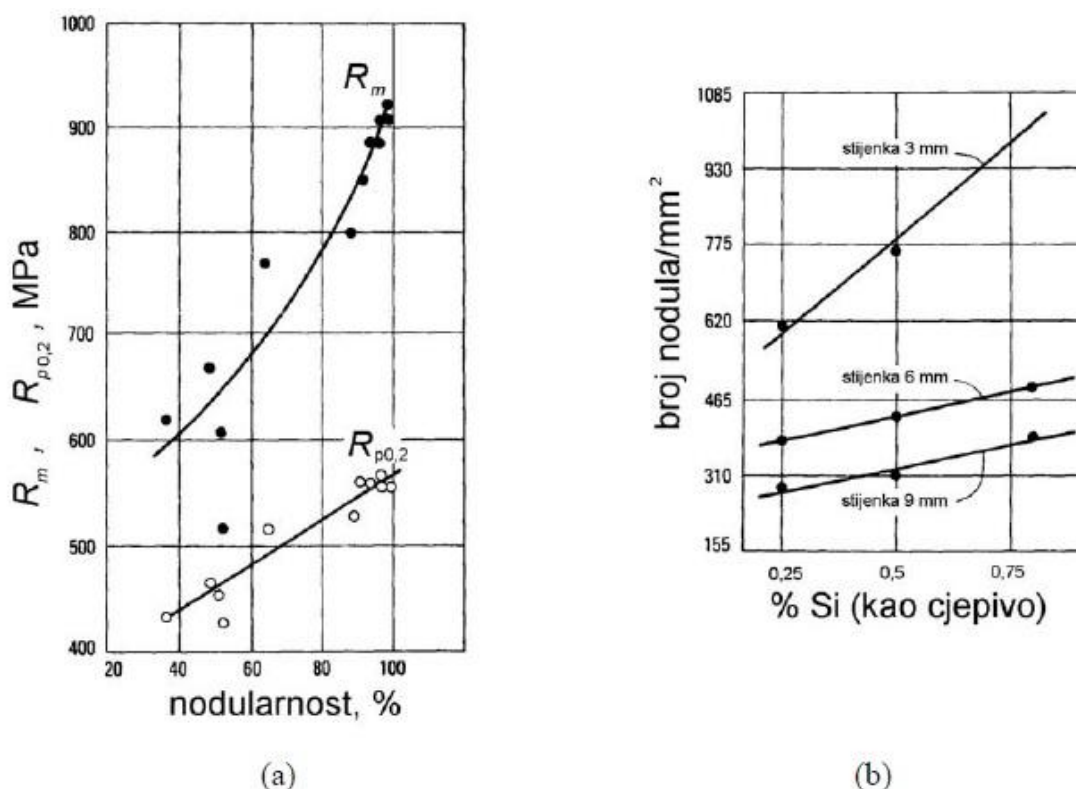 1000
900
800
700
600
500
400
R_m , R_p0,2 , MPa
R_m
R_p0,2
20 40 60 80 100
nodularnost, %
(a)
1085
930
775
620
465
310
155
broj nodula/mm²
stijenka 3 mm
stijenka 6 mm
stijenka 9 mm
0,25 0,5 0,75
% Si (kao cjepivo)
(b)